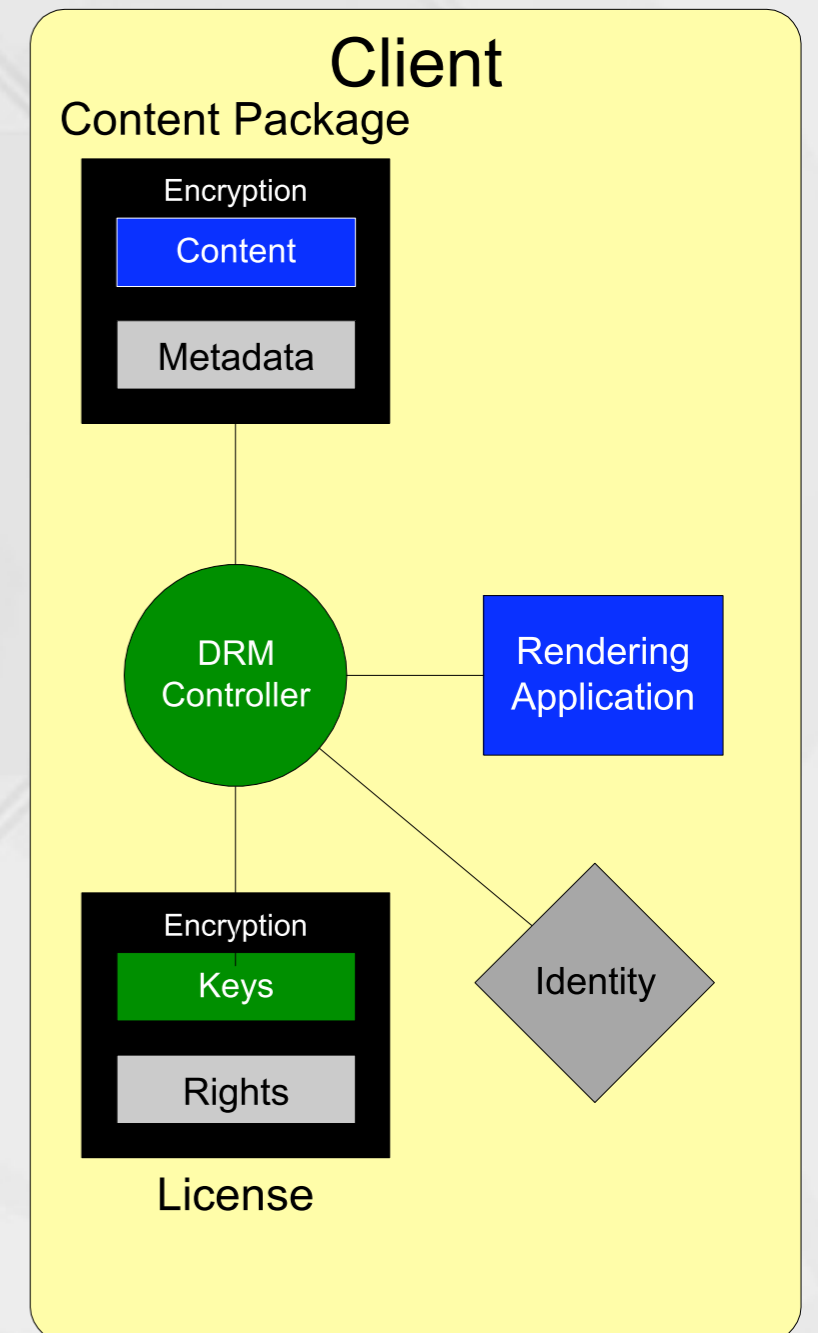 Client
Content Package
Encryption
Content
Metadata
DRM
Controller
Rendering
Application
Encryption
Keys
Identity
Rights
License